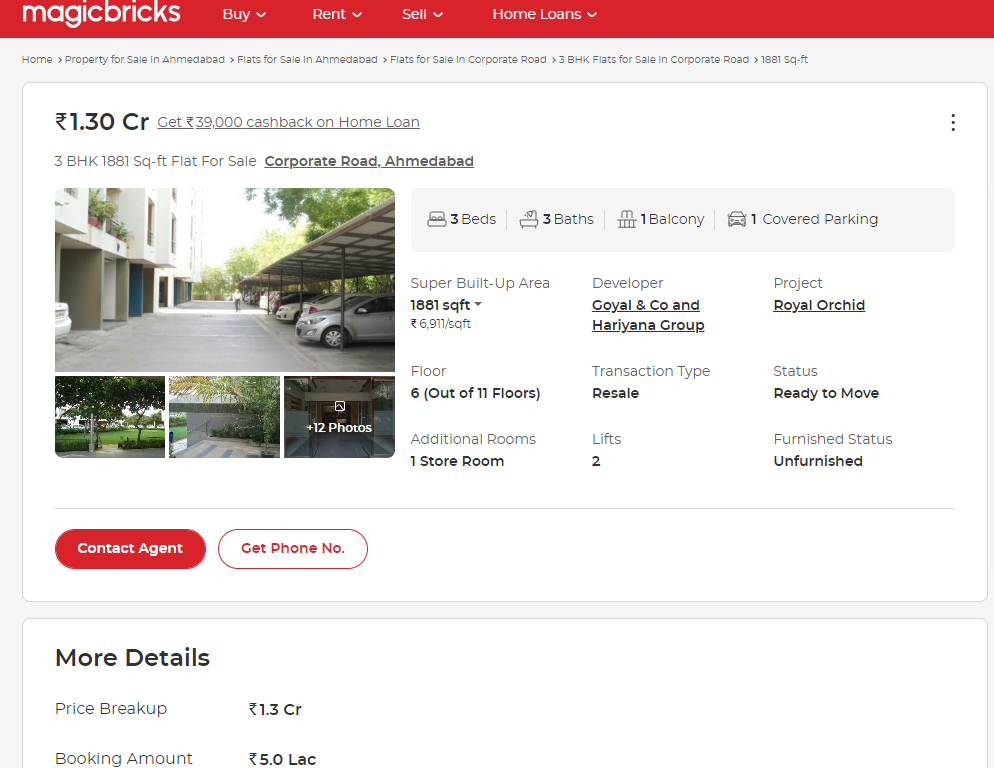 magicbricks
Buy
Rent
Sell
Home Loans
Home > Property for Sale in Ahmedabad > Flats for Sale in Ahmedabad > Flats for Sale in Corporate Road > 3 BHK Flats for Sale in Corporate Road > 1881 Sq-ft
₹1.30 Cr Get ₹39,000 cashback on Home Loan
3 BHK 1881 Sq-ft Flat For Sale Corporate Road, Ahmedabad
3 Beds
3 Baths
1 Balcony
1 Covered Parking
Super Built-Up Area
1881 sqft
₹6,911/sqft
Developer
Goyal & Co and
Hariyana Group
Project
Royal Orchid
Floor
6 (Out of 11 Floors)
Transaction Type
Resale
Status
Ready to Move
Additional Rooms
1 Store Room
Lifts
2
Furnished Status
Unfurnished
+12 Photos
Contact Agent
Get Phone No.
More Details
Price Breakup ₹1.3 Cr
Booking Amount ₹5.0 Lac